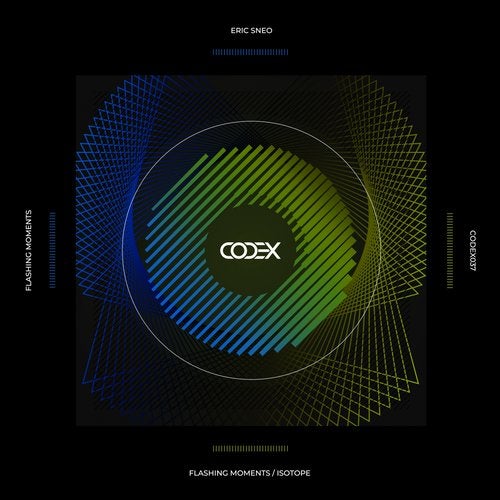 ERIC SNEO
FLASHING MOMENTS
CODEX
CODEX037
FLASHING MOMENTS / ISOTOPE